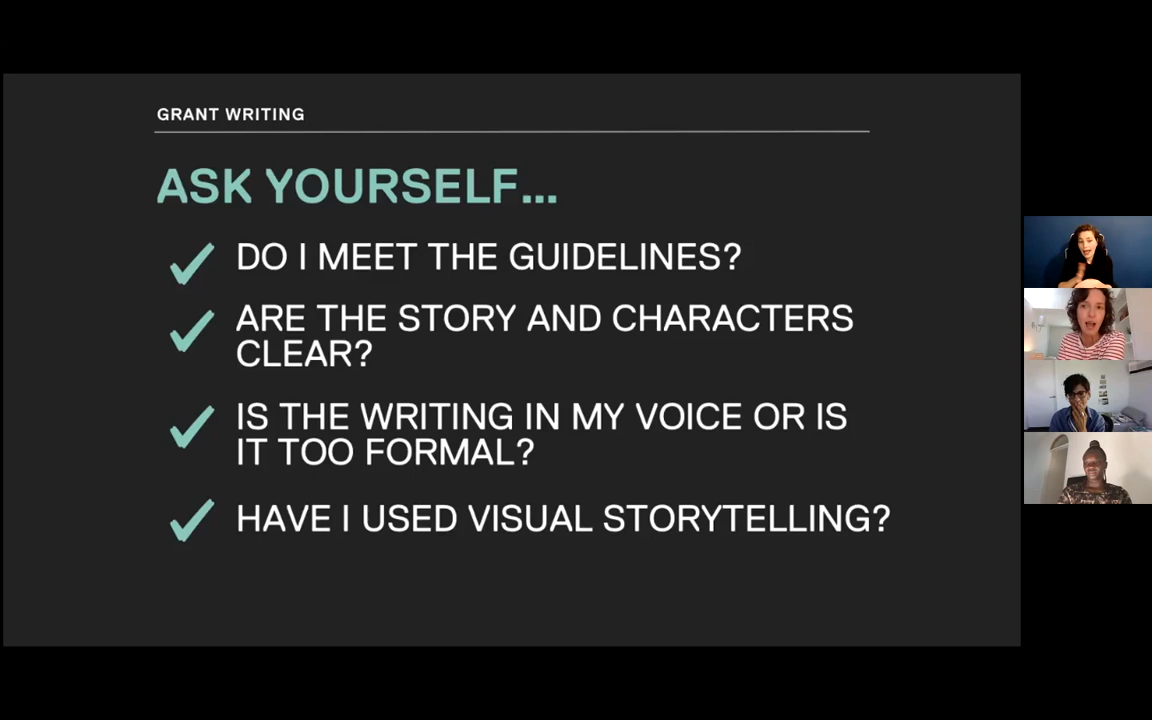 GRANT WRITING
ASK YOURSELF...
DO I MEET THE GUIDELINES?
ARE THE STORY AND CHARACTERS
CLEAR?
IS THE WRITING IN MY VOICE OR IS
IT TOO FORMAL?
HAVE I USED VISUAL STORYTELLING?